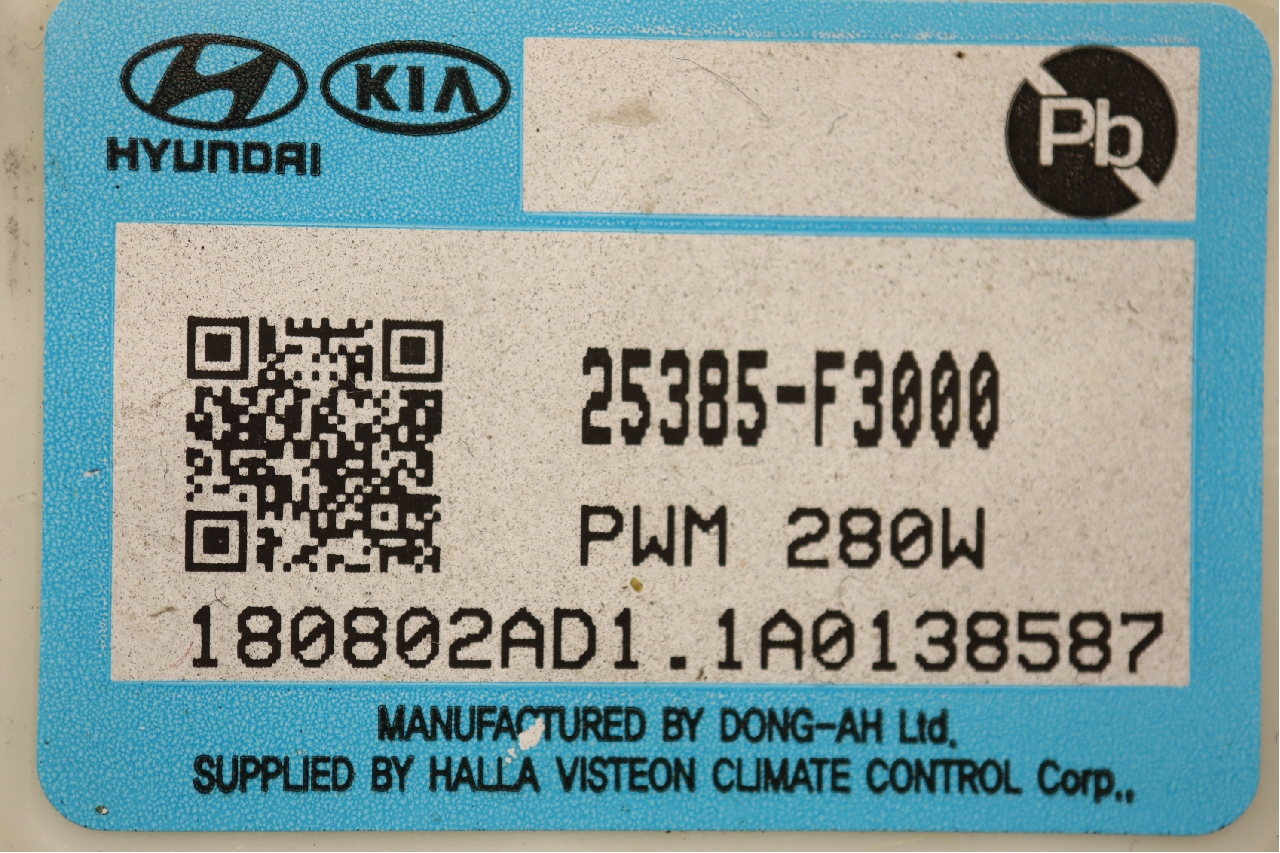 HYUNDAI
KIA
Pb
25385-F3000
PWM 280W
180802AD1.1A0138587
MANUFACTURED BY DONG-AH Ltd.
SUPPLIED BY HALLA VISTEON CLIMATE CONTROL Corp.,